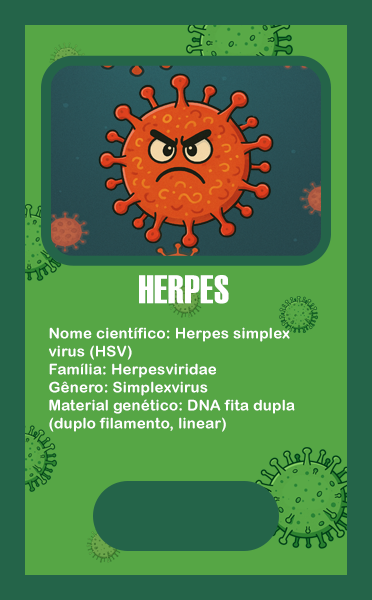 HERPES
Nome científico: Herpes simplex
virus (HSV)
Família: Herpesviridae
Gênero: Simplexvirus
Material genético: DNA fita dupla
(duplo filamento, linear)